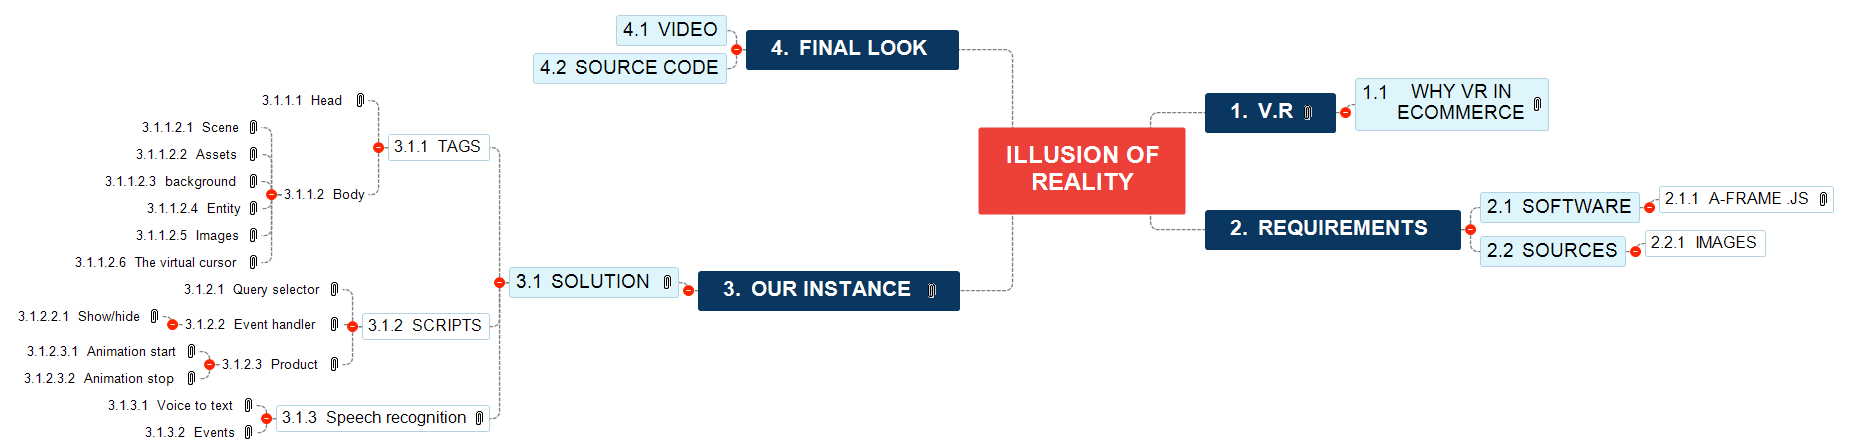 ILLUSION OF
REALITY
1. V.R
1.1 WHY VR IN
ECOMMERCE
2. REQUIREMENTS
2.1 SOFTWARE
2.1.1 A-FRAME .JS
2.2 SOURCES
2.2.1 IMAGES
3. OUR INSTANCE
3.1 SOLUTION
3.1.1 TAGS
3.1.1.1 Head
3.1.1.2 Body
3.1.1.2.1 Scene
3.1.1.2.2 Assets
3.1.1.2.3 background
3.1.1.2.4 Entity
3.1.1.2.5 Images
3.1.1.2.6 The virtual cursor
3.1.2 SCRIPTS
3.1.2.1 Query selector
3.1.2.2 Event handler
3.1.2.2.1 Show/hide
3.1.2.3 Product
3.1.2.3.1 Animation start
3.1.2.3.2 Animation stop
3.1.3 Speech recognition
3.1.3.1 Voice to text
3.1.3.2 Events
4. FINAL LOOK
4.1 VIDEO
4.2 SOURCE CODE